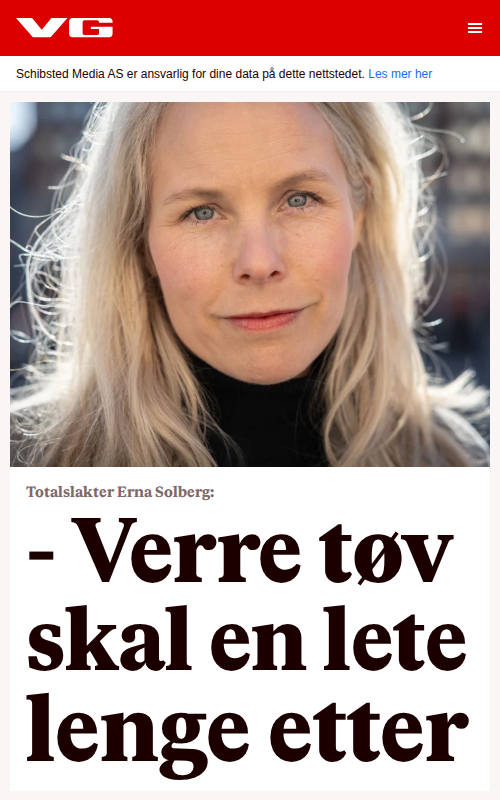 VG
Schibsted Media AS er ansvarlig for dine data på dette nettstedet. Les mer her
Totalslakter Erna Solberg:
- Verre tøv
skal en lete
lenge etter